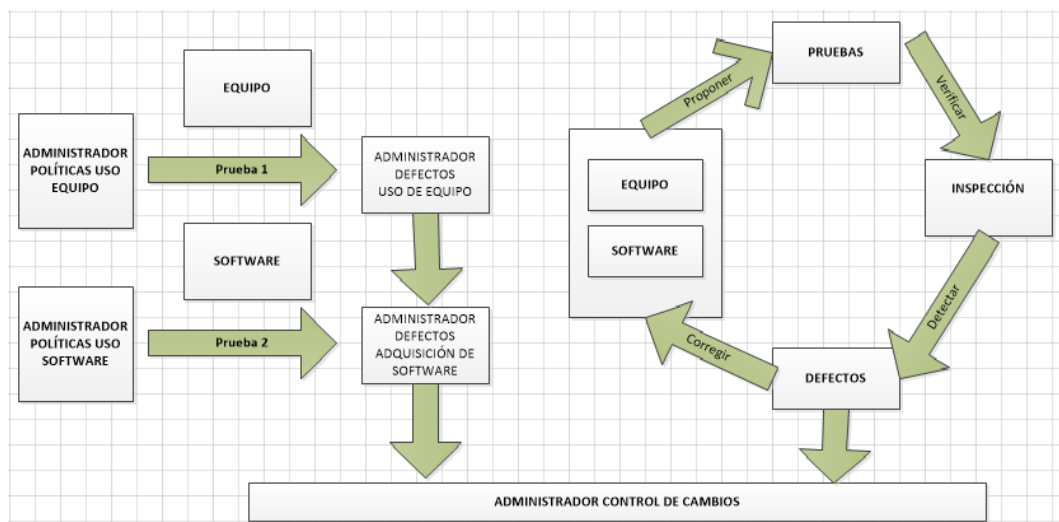 EQUIPO
ADMINISTRADOR
POLÍTICAS USO
EQUIPO
Prueba 1
ADMINISTRADOR
DEFECTOS
USO DE EQUIPO
SOFTWARE
ADMINISTRADOR
POLÍTICAS USO
SOFTWARE
Prueba 2
ADMINISTRADOR
DEFECTOS
ADQUISICIÓN DE
SOFTWARE
PRUEBAS
Proponer
Verificar
EQUIPO
SOFTWARE
INSPECCIÓN
Detectar
Corregir
DEFECTOS
ADMINISTRADOR CONTROL DE CAMBIOS